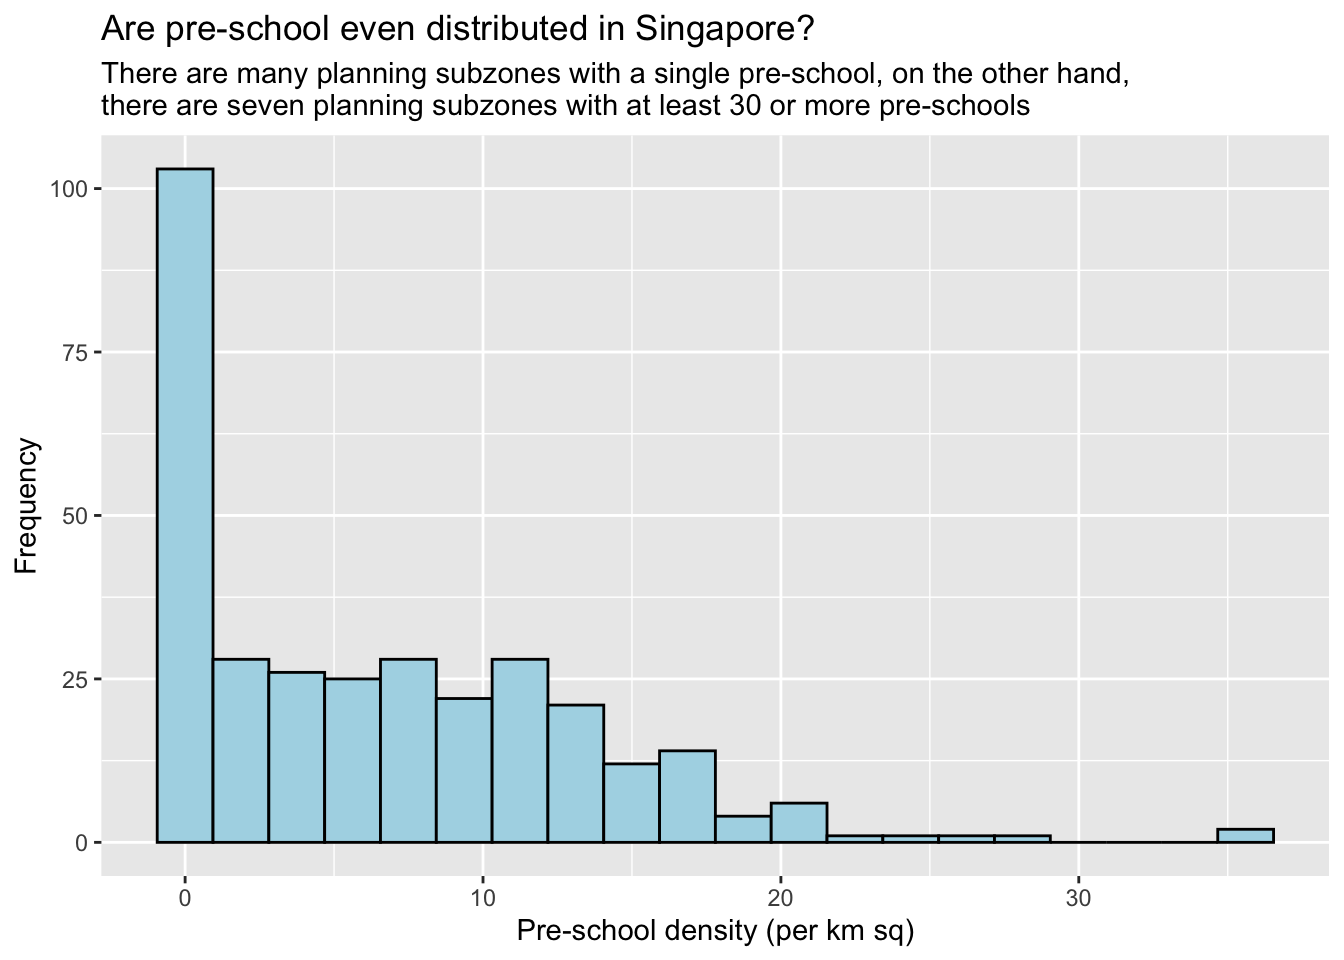 Are pre-school even distributed in Singapore?
There are many planning subzones with a single pre-school, on the other hand,
there are seven planning subzones with at least 30 or more pre-schools
100
75
50
25
0
Frequency
0 10 20 30
Pre-school density (per km sq)